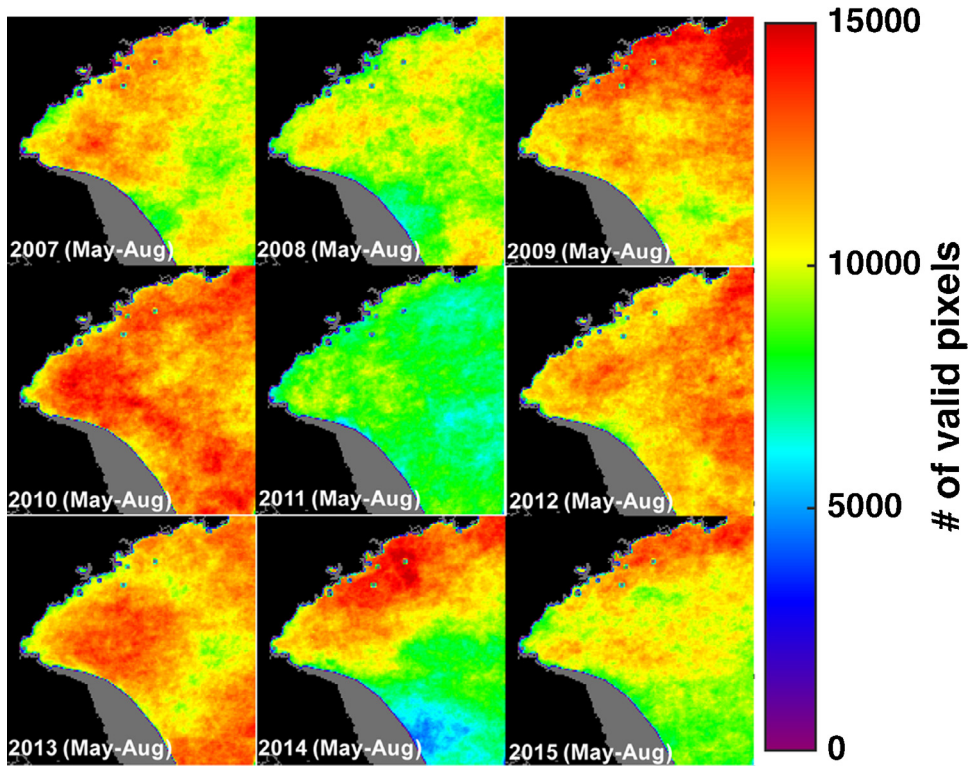 2007 (May-Aug)
2008 (May-Aug)
2009 (May-Aug)
2010 (May-Aug)
2011 (May-Aug)
2012 (May-Aug)
2013 (May-Aug)
2014 (May-Aug)
2015 (May-Aug)
15000
10000
5000
0
# of valid pixels